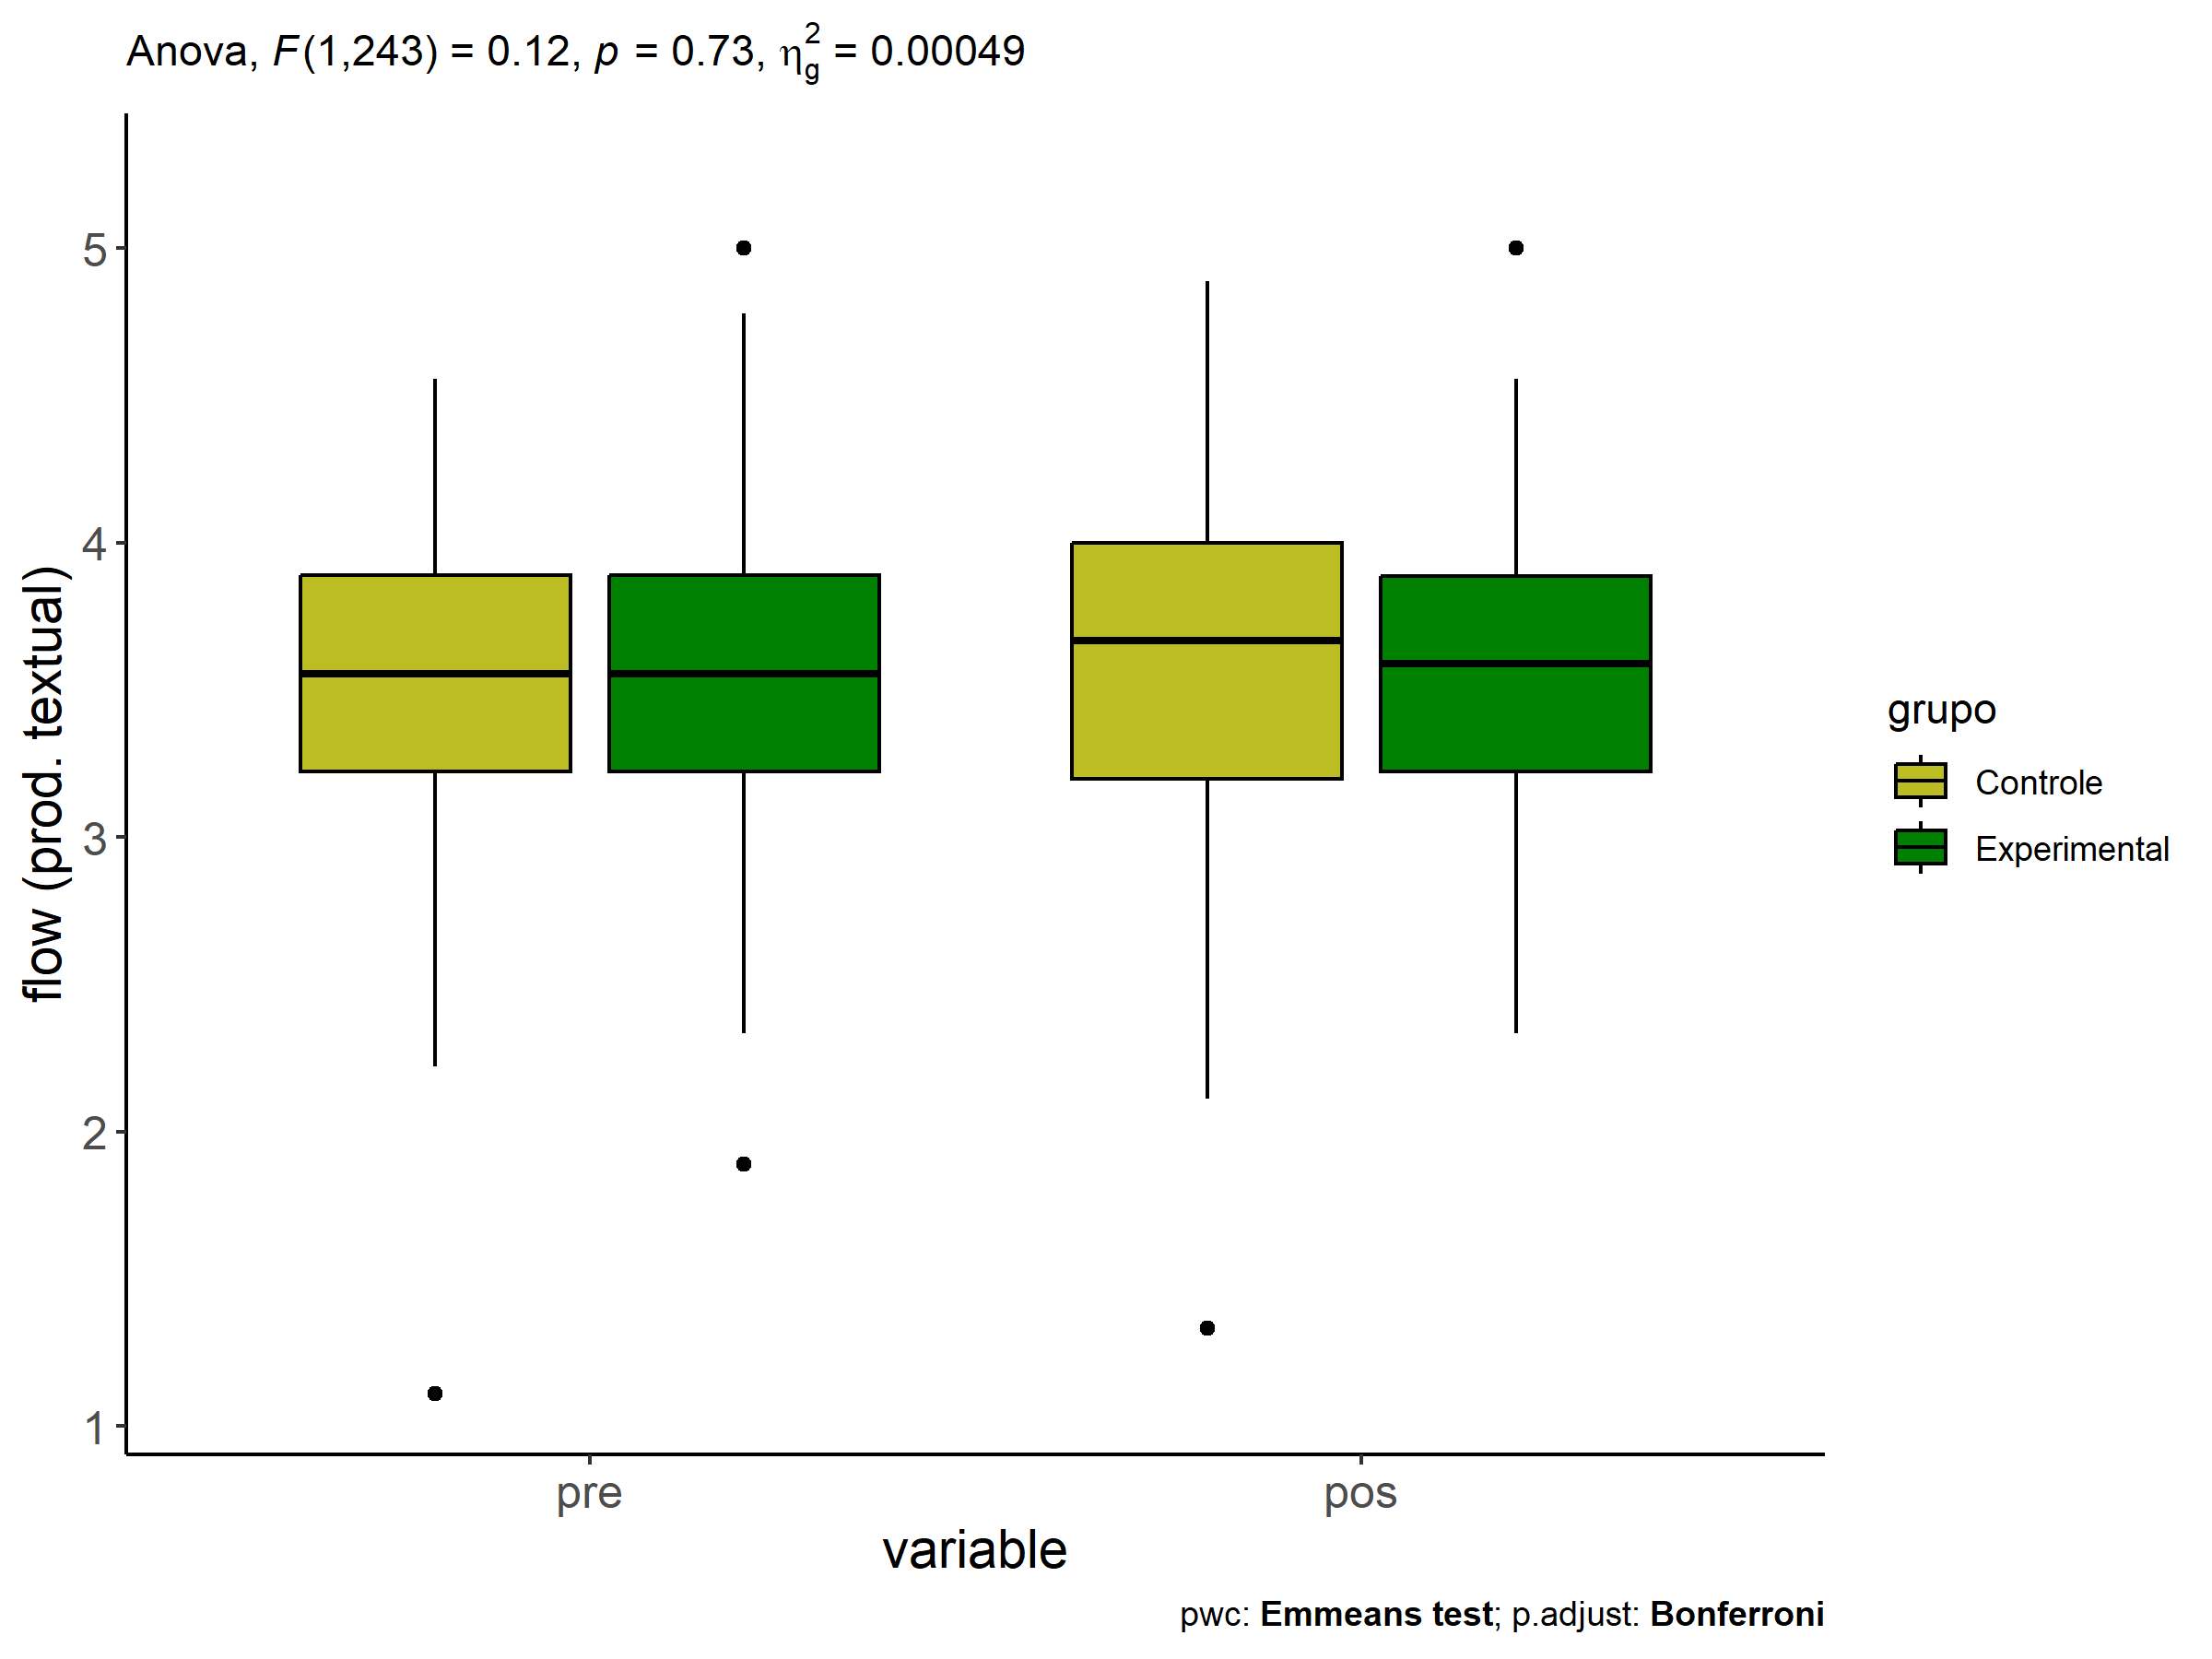 Anova, F(1,243) = 0.12, p = 0.73, η²g = 0.00049
flow (prod. textual)
5
4
3
2
1
pre
pos
variable
grupo
Controle
Experimental
pwc: Emmeans test; p.adjust: Bonferroni